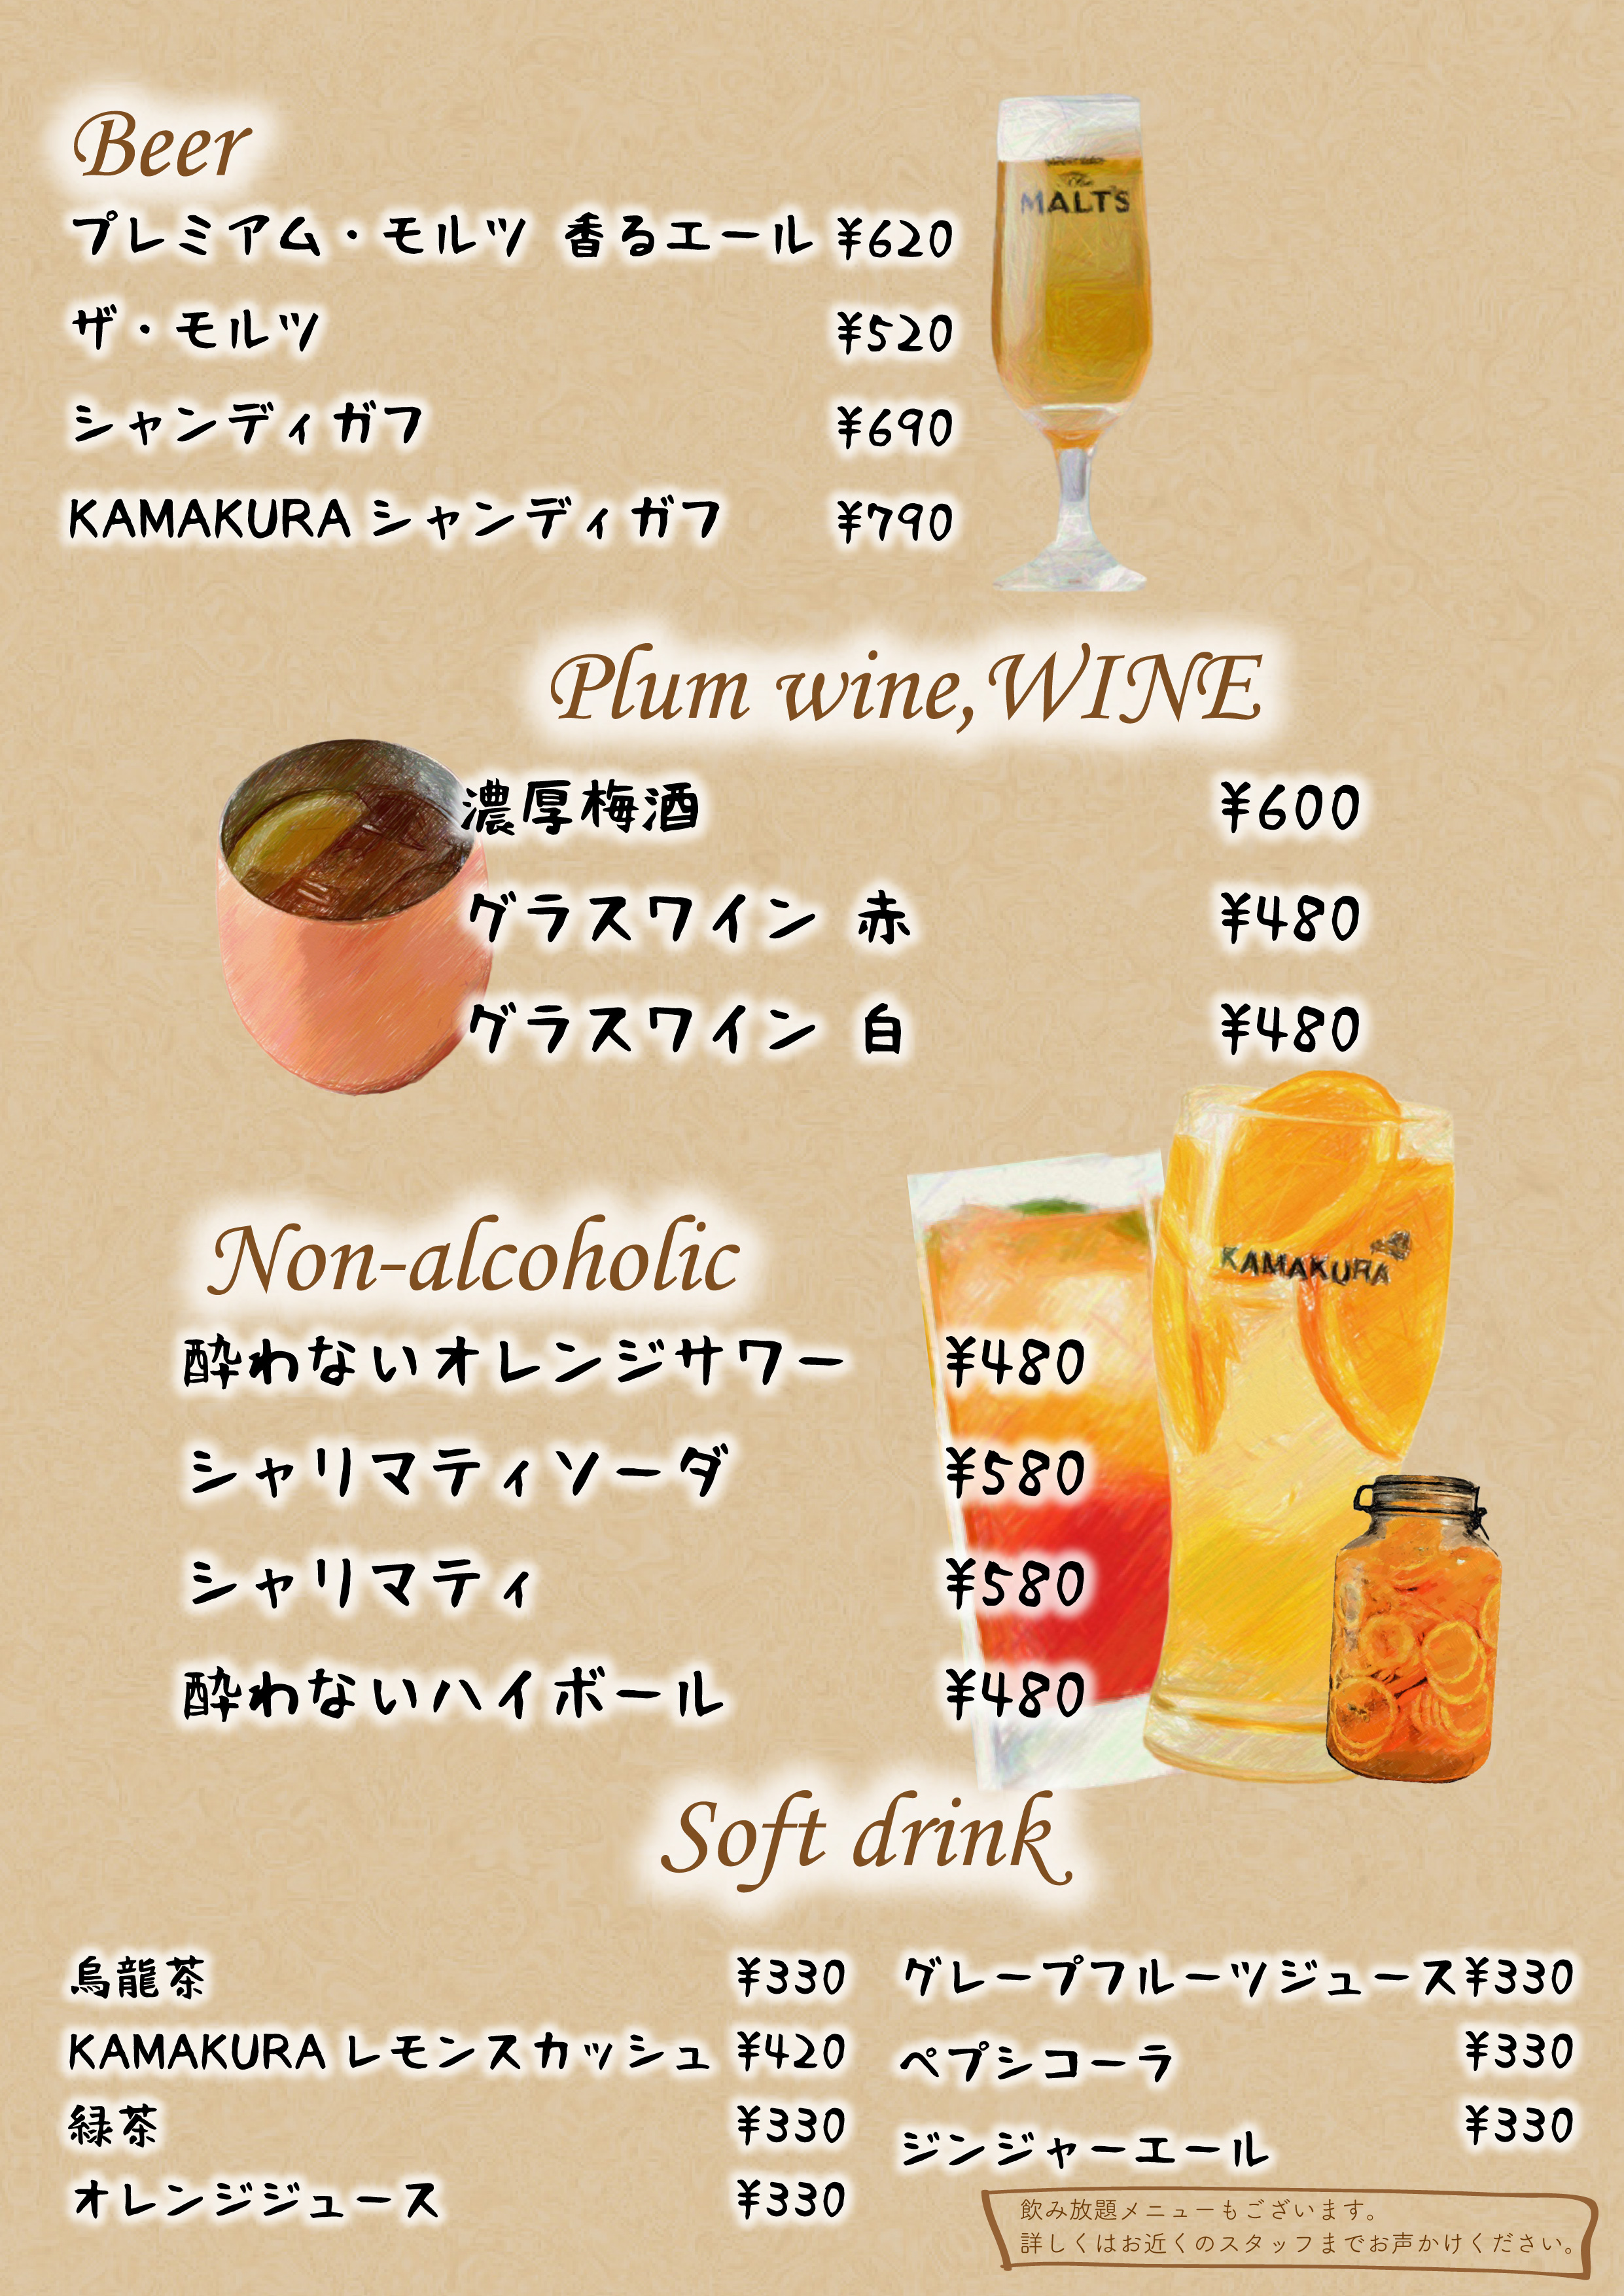 Beer
プレミアム・モルツ 香るエール ¥620
ザ・モルツ ¥520
シャンディガフ ¥690
KAMAKURA シャンディガフ ¥790
The
MALT'S
Plum wine,WINE
濃厚梅酒 ¥600
グラスワイン 赤 ¥480
グラスワイン 白 ¥480
Non-alcoholic
KAMAKURA
酔わないオレンジサワー ¥480
シャリマティソーダ ¥580
シャリマティ ¥580
酔わないハイボール ¥480
Soft drink
烏龍茶 ¥330
KAMAKURA レモンスカッシュ ¥420
緑茶 ¥330
オレンジジュース ¥330
グレープフルーツジュース ¥330
ペプシコーラ ¥330
ジンジャーエール ¥330
飲み放題メニューもございます。
詳しくはお近くのスタッフまでお声かけください。